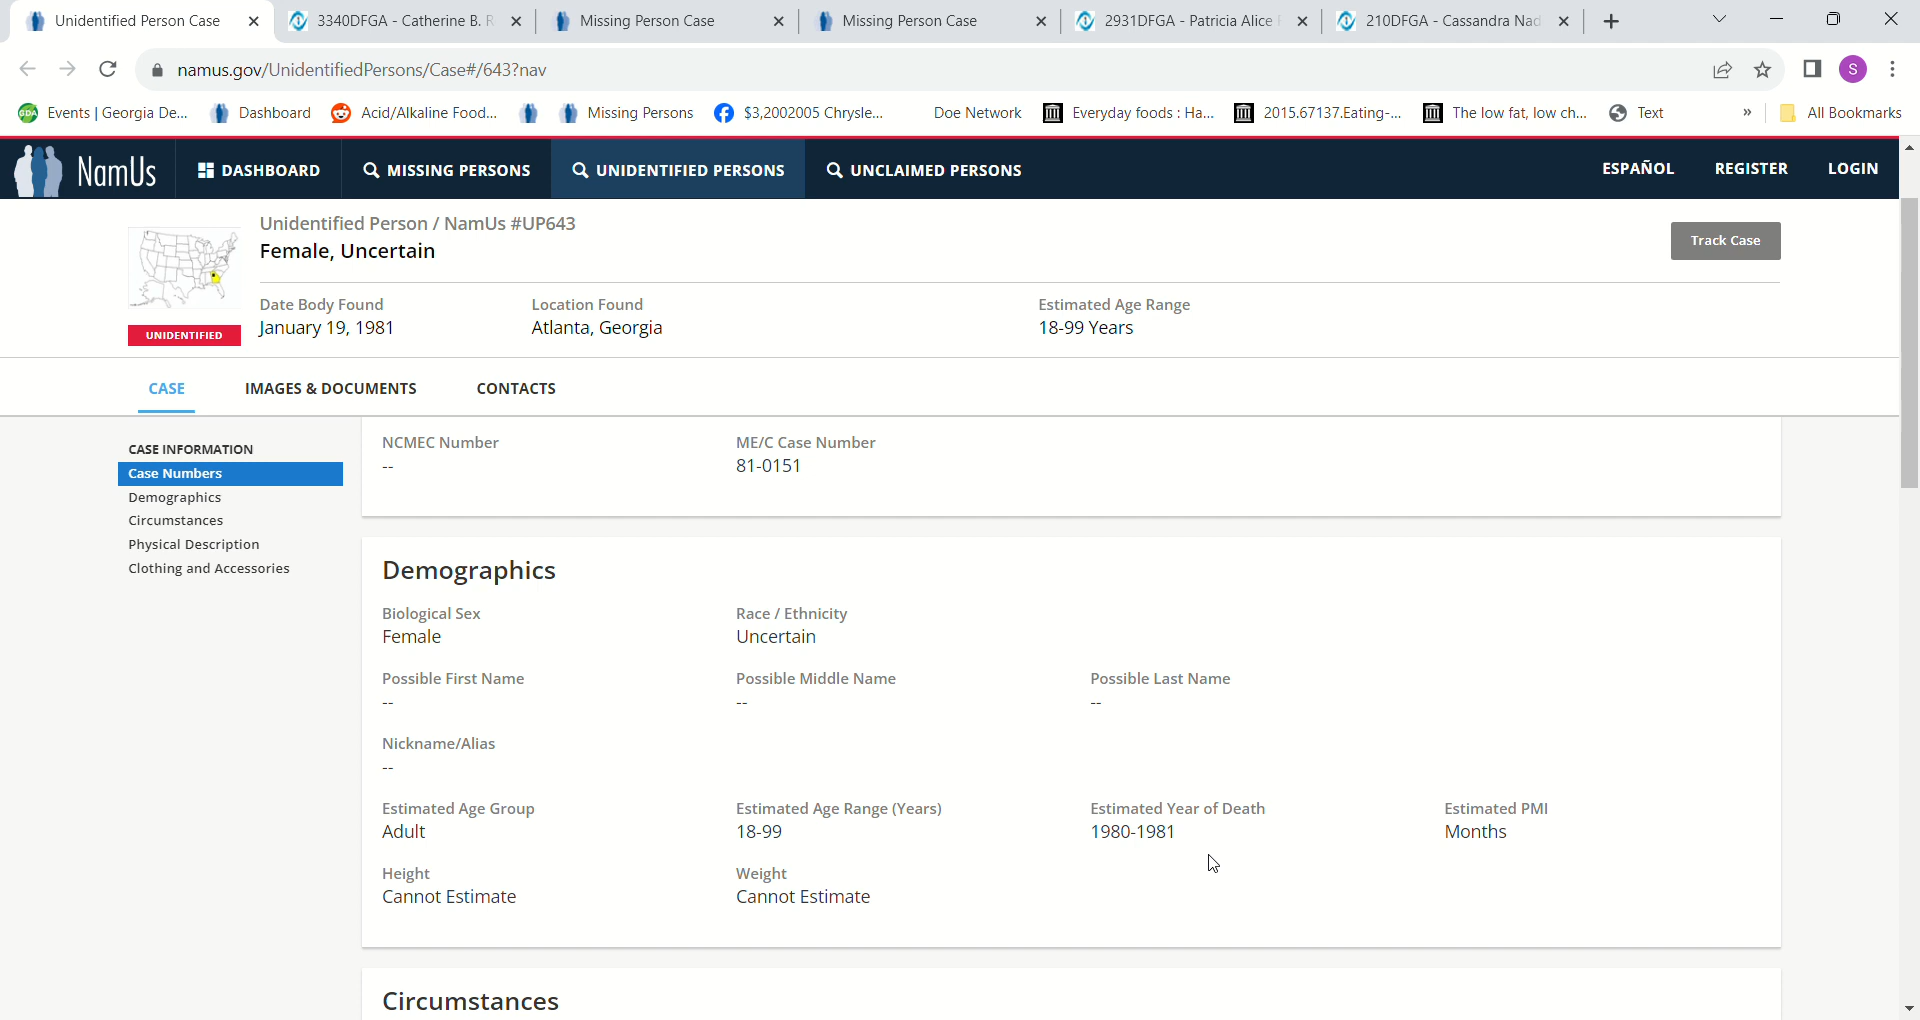 Unidentified Person Case
3340DFGA - Catherine B. R
Missing Person Case
Missing Person Case
2931DFGA - Patricia Alice
210DFGA - Cassandra Nad
namus.gov/UnidentifiedPersons/Case#/643?nav
S
GDA Events | Georgia De...
Dashboard
Acid/Alkaline Food...
Missing Persons
$3,2002005 Chrysle...
Doe Network
Everyday foods : Ha...
2015.67137.Eating-...
The low fat, low ch...
Text
»
All Bookmarks
NamUs
DASHBOARD
MISSING PERSONS
UNIDENTIFIED PERSONS
UNCLAIMED PERSONS
ESPAÑOL
REGISTER
LOGIN
Unidentified Person / NamUs #UP643
Female, Uncertain
Track Case
Date Body Found
Location Found
Estimated Age Range
January 19, 1981
Atlanta, Georgia
18-99 Years
UNIDENTIFIED
CASE
IMAGES & DOCUMENTS
CONTACTS
CASE INFORMATION
Case Numbers
Demographics
Circumstances
Physical Description
Clothing and Accessories
NCMEC Number
ME/C Case Number
--
81-0151
Demographics
Biological Sex
Race / Ethnicity
Female
Uncertain
Possible First Name
Possible Middle Name
Possible Last Name
--
--
--
Nickname/Alias
--
Estimated Age Group
Estimated Age Range (Years)
Estimated Year of Death
Estimated PMI
Adult
18-99
1980-1981
Months
Height
Weight
Cannot Estimate
Cannot Estimate
Circumstances